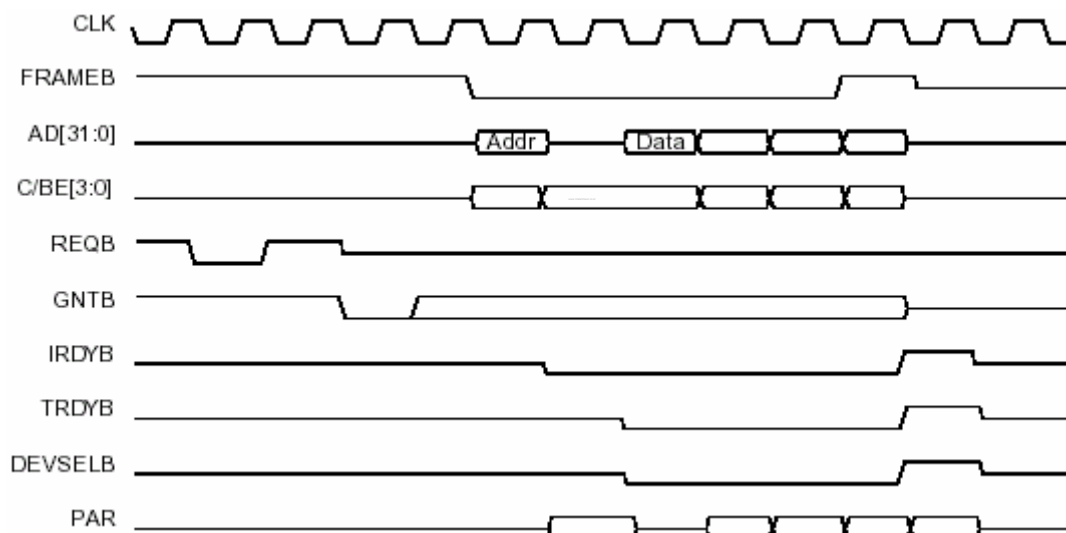 CLK
FRAMEB
AD[31:0]
Addr
Data
C/BE[3:0]
REQB
GNTB
IRDYB
TRDYB
DEVSELB
PAR